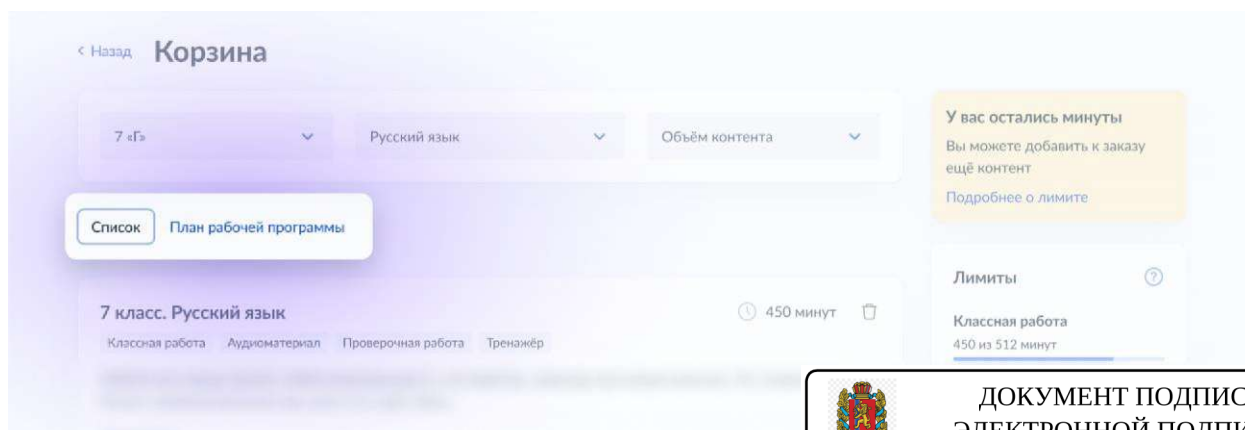 < Назад Корзина
7 «Г» Русский язык Объём контента
Список План рабочей программы
7 класс. Русский язык 450 минут
Классная работа Аудиоматериал Проверочная работа Тренажёр
У вас остались минуты
Вы можете добавить к заказу
ещё контент
Подробнее о лимите
Лимиты ?
Классная работа
450 из 512 минут
ДОКУМЕНТ ПОДПИС
ЭЛЕКТРОННОЙ ПОДПИ